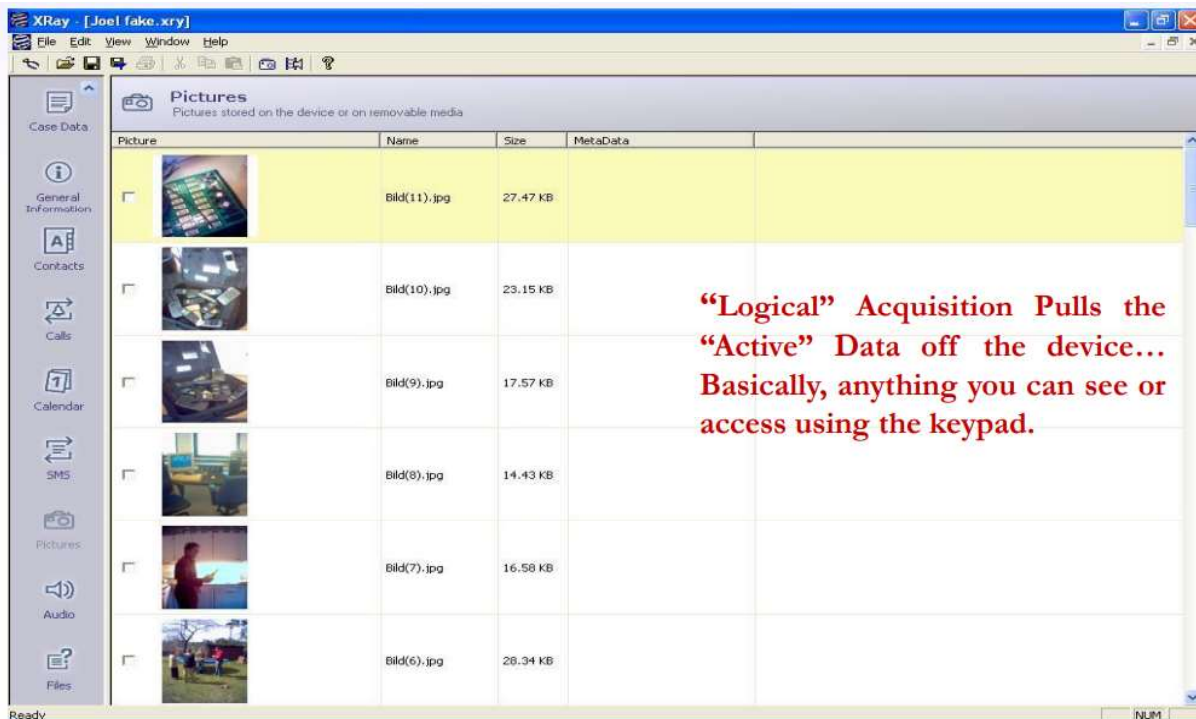 XRay - [Joel fake.xry]
File Edit View Window Help
Case Data
General
Information
Contacts
Calls
Calendar
SMS
Pictures
Audio
Files
Pictures
Pictures stored on the device or on removable media
Picture Name Size MetaData
Bild(11).jpg 27.47 KB
Bild(10).jpg 23.15 KB
Bild(9).jpg 17.57 KB
Bild(8).jpg 14.43 KB
Bild(7).jpg 16.58 KB
Bild(6).jpg 28.34 KB
“Logical” Acquisition Pulls the
“Active” Data off the device…
Basically, anything you can see or
access using the keypad.
Ready NUM